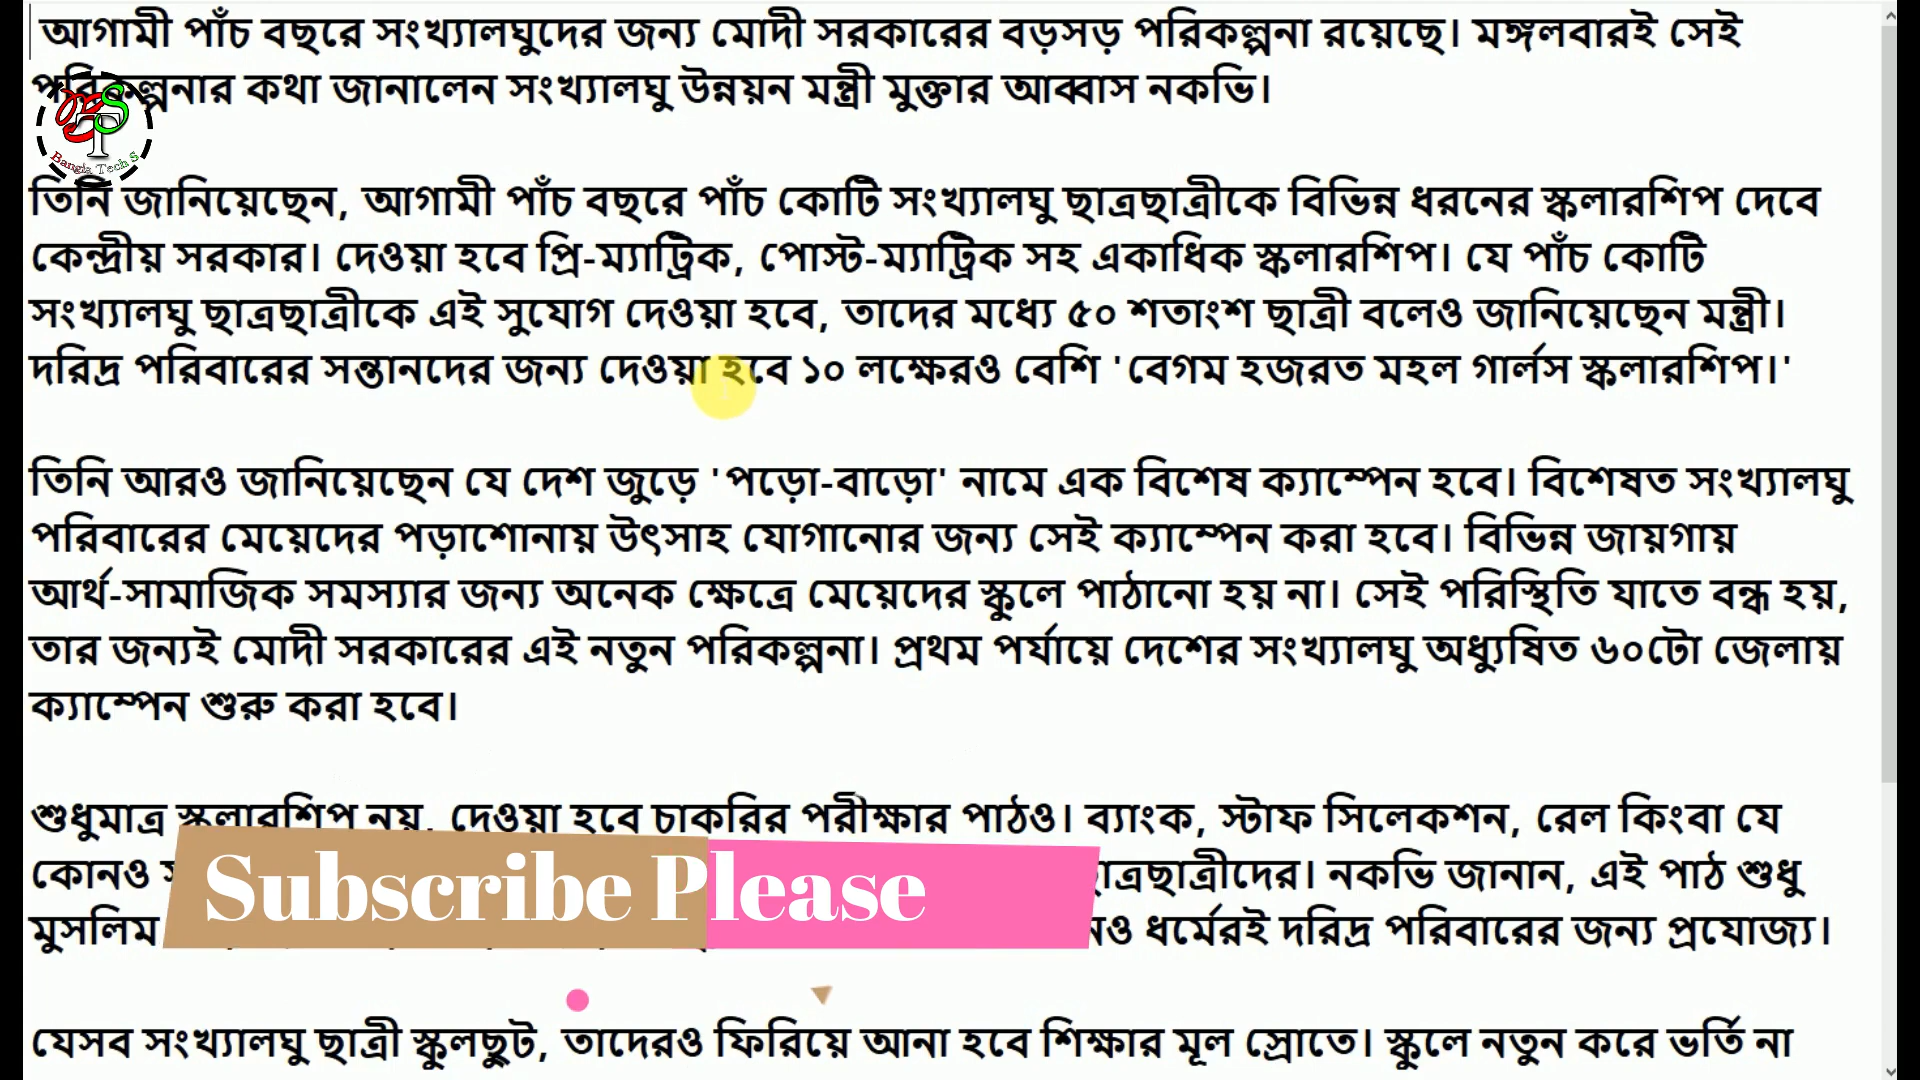 আগামী পাঁচ বছরে সংখ্যালঘুদের জন্য মোদী সরকারের বড়সড় পরিকল্পনা রয়েছে। মঙ্গলবারই সেই
পরিকল্পনার কথা জানালেন সংখ্যালঘু উন্নয়ন মন্ত্রী মুক্তার আব্বাস নকভি।
Bangla Tech S
তিনি জানিয়েছেন, আগামী পাঁচ বছরে পাঁচ কোটি সংখ্যালঘু ছাত্রছাত্রীকে বিভিন্ন ধরনের স্কলারশিপ দেবে
কেন্দ্রীয় সরকার। দেওয়া হবে প্রি-ম্যাট্রিক, পোস্ট-ম্যাট্রিক সহ একাধিক স্কলারশিপ। যে পাঁচ কোটি
সংখ্যালঘু ছাত্রছাত্রীকে এই সুযোগ দেওয়া হবে, তাদের মধ্যে ৫০ শতাংশ ছাত্রী বলেও জানিয়েছেন মন্ত্রী।
দরিদ্র পরিবারের সন্তানদের জন্য দেওয়া হবে ১০ লক্ষেরও বেশি 'বেগম হজরত মহল গার্লস স্কলারশিপ।'
তিনি আরও জানিয়েছেন যে দেশ জুড়ে 'পড়ো-বাড়ো' নামে এক বিশেষ ক্যাম্পেন হবে। বিশেষত সংখ্যালঘু
পরিবারের মেয়েদের পড়াশোনায় উৎসাহ যোগানোর জন্য সেই ক্যাম্পেন করা হবে। বিভিন্ন জায়গায়
আর্থ-সামাজিক সমস্যার জন্য অনেক ক্ষেত্রে মেয়েদের স্কুলে পাঠানো হয় না। সেই পরিস্থিতি যাতে বন্ধ হয়,
তার জন্যই মোদী সরকারের এই নতুন পরিকল্পনা। প্রথম পর্যায়ে দেশের সংখ্যালঘু অধ্যুষিত ৬০টো জেলায়
ক্যাম্পেন শুরু করা হবে।
শুধুমাত্র স্কলারশিপ নয়, দেওয়া হবে চাকরির পরীক্ষার পাঠও। ব্যাংক, স্টাফ সিলেকশন, রেল কিংবা যে
কোনও ছাত্রছাত্রীদের। নকভি জানান, এই পাঠ শুধু
মুসলিম ধর্মেরই দরিদ্র পরিবারের জন্য প্রযোজ্য।
Subscribe Please
যেসব সংখ্যালঘু ছাত্রী স্কুলছুট, তাদেরও ফিরিয়ে আনা হবে শিক্ষার মূল স্রোতে। স্কুলে নতুন করে ভর্তি না